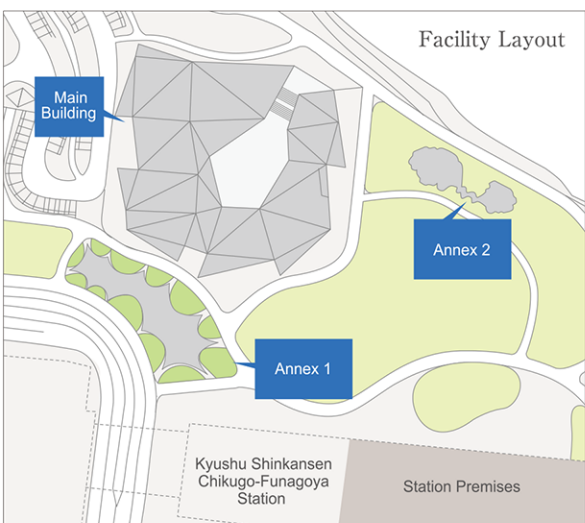 Facility Layout
Main
Building
Annex 2
Annex 1
Kyushu Shinkansen
Chikugo-Funagoya
Station
Station Premises